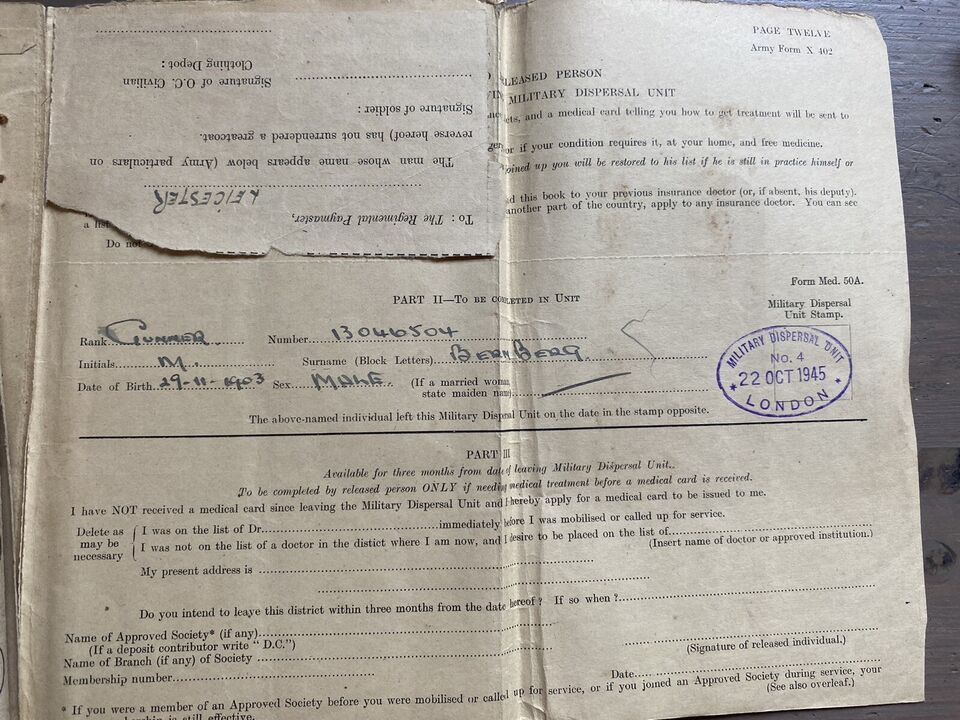 PAGE TWELVE
Army Form X 402
Signature of O.C. Civilian
Clothing Depot:
Signature of soldier:
reverse hereof) has not surrendered a greatcoat.
The man whose name appears below (Army particulars on
LEICESTER
To: The Regimental Paymaster,
LEASED PERSON
MILITARY DISPERSAL UNIT
and a medical card telling you how to get treatment will be sent to
or if your condition requires it, at your home, and free medicine.
joined up you will be restored to his list if he is still in practice himself or
this book to your previous insurance doctor (or, if absent, his deputy).
another part of the country, apply to any insurance doctor. You can see
a list
Do not
Form Med. 50A.
PART II—To be completed in Unit
Military Dispersal
Unit Stamp.
Rank Gunner Number 13046504
Initials M. Surname (Block Letters) BERNBERG
Date of Birth 29-11-1903 Sex MALE (If a married woman
state maiden name)
MILITARY DISPERSAL UNIT
No. 4
22 OCT 1945
LONDON
The above-named individual left this Military Dispersal Unit on the date in the stamp opposite.
PART III
Available for three months from date of leaving Military Dispersal Unit.
To be completed by released person ONLY if needing medical treatment before a medical card is received.
I have NOT received a medical card since leaving the Military Dispersal Unit and I hereby apply for a medical card to be issued to me.
Delete as
may be
necessary
I was on the list of Dr. immediately before I was mobilised or called up for service.
I was not on the list of a doctor in the distict where I am now, and I desire to be placed on the list of
(Insert name of doctor or approved institution.)
My present address is
Do you intend to leave this district within three months from the date hereof? If so when?
Name of Approved Society* (if any)
(If a deposit contributor write "D.C.")
Name of Branch (if any) of Society
(Signature of released individual.)
Membership number
Date
* If you were a member of an Approved Society before you were mobilised or called up for service, or if you joined an Approved Society during service, your
is still effective.
(See also overleaf.)